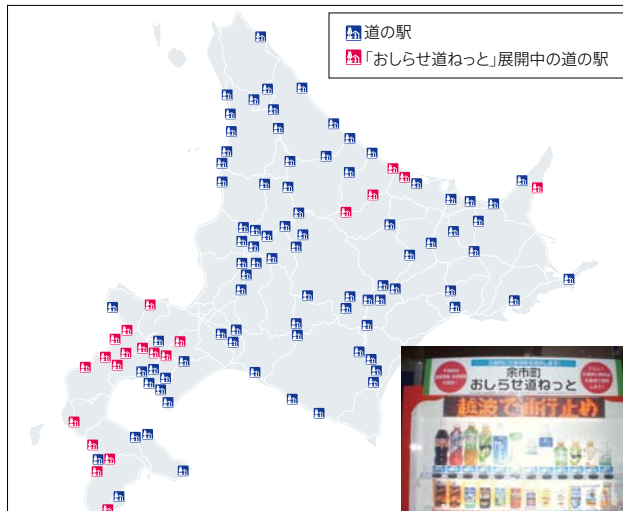 道の駅
「おしらせ道ねっと」展開中の道の駅
余市町
おしらせ道ねっと
越波で通行止め